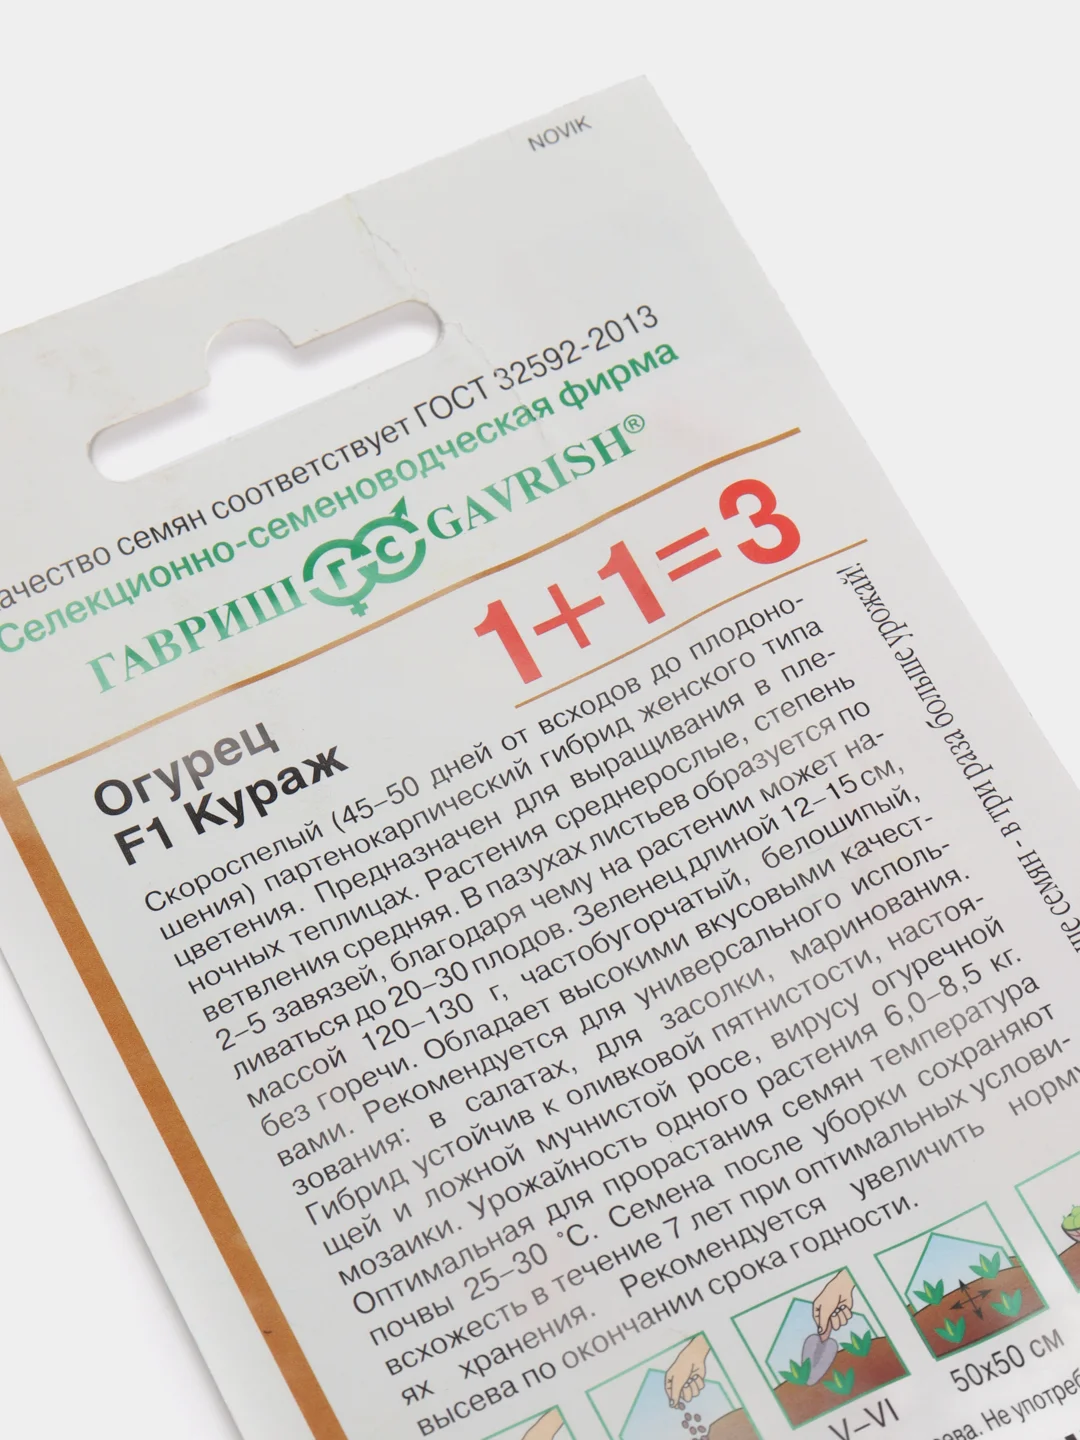 NOVIK
ачество семян соответствует ГОСТ 32592-2013
Селекционно-семеноводческая фирма
ГАВРИШ ГС GAVRISH®
1+1=3
Огурец
F1 Кураж
Скороспелый (45–50 дней от всходов до плодоно-
шения) партенокарпический гибрид женского типа
цветения. Предназначен для выращивания в пле-
ночных теплицах. Растения среднерослые, степень
ветвления средняя. В пазухах листьев образуется по
2–5 завязей, благодаря чему на растении может на-
ливаться до 20–30 плодов. Зеленец длиной 12–15 см,
массой 120–130 г, частобугорчатый, белошипый,
без горечи. Обладает высокими вкусовыми качест-
вами. Рекомендуется для универсального исполь-
зования: в салатах, для засолки, маринования.
Гибрид устойчив к оливковой пятнистости, настоя-
щей и ложной мучнистой росе, вирусу огуречной
мозаики. Урожайность одного растения 6,0–8,5 кг.
Оптимальная для прорастания семян температура
почвы 25–30 °С. Семена после уборки сохраняют
всхожесть в течение 7 лет при оптимальных услови-
ях хранения. Рекомендуется увеличить норму
высева по окончании срока годности.
семян - в три раза больше урожай!
V–VI
50x50 см
ева. Не употреб